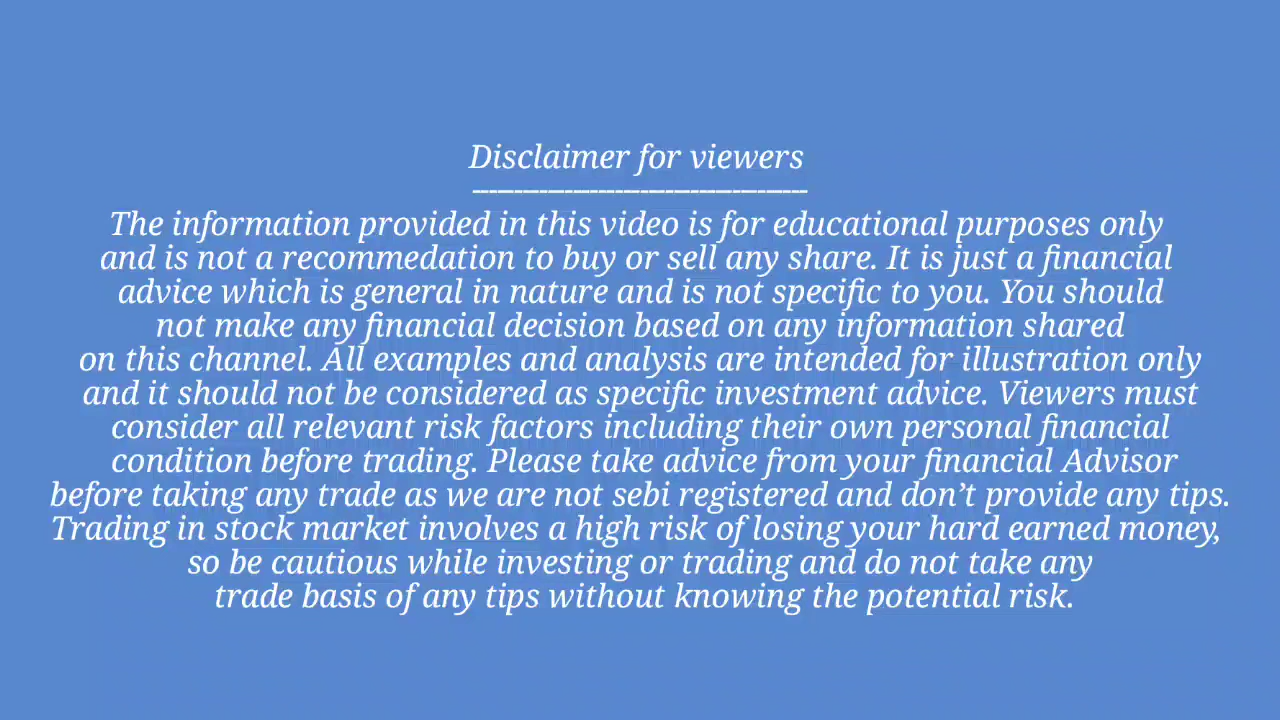 Disclaimer for viewers
----------------------------------------
The information provided in this video is for educational purposes only
and is not a recommedation to buy or sell any share. It is just a financial
advice which is general in nature and is not specific to you. You should
not make any financial decision based on any information shared
on this channel. All examples and analysis are intended for illustration only
and it should not be considered as specific investment advice. Viewers must
consider all relevant risk factors including their own personal financial
condition before trading. Please take advice from your financial Advisor
before taking any trade as we are not sebi registered and don’t provide any tips.
Trading in stock market involves a high risk of losing your hard earned money,
so be cautious while investing or trading and do not take any
trade basis of any tips without knowing the potential risk.